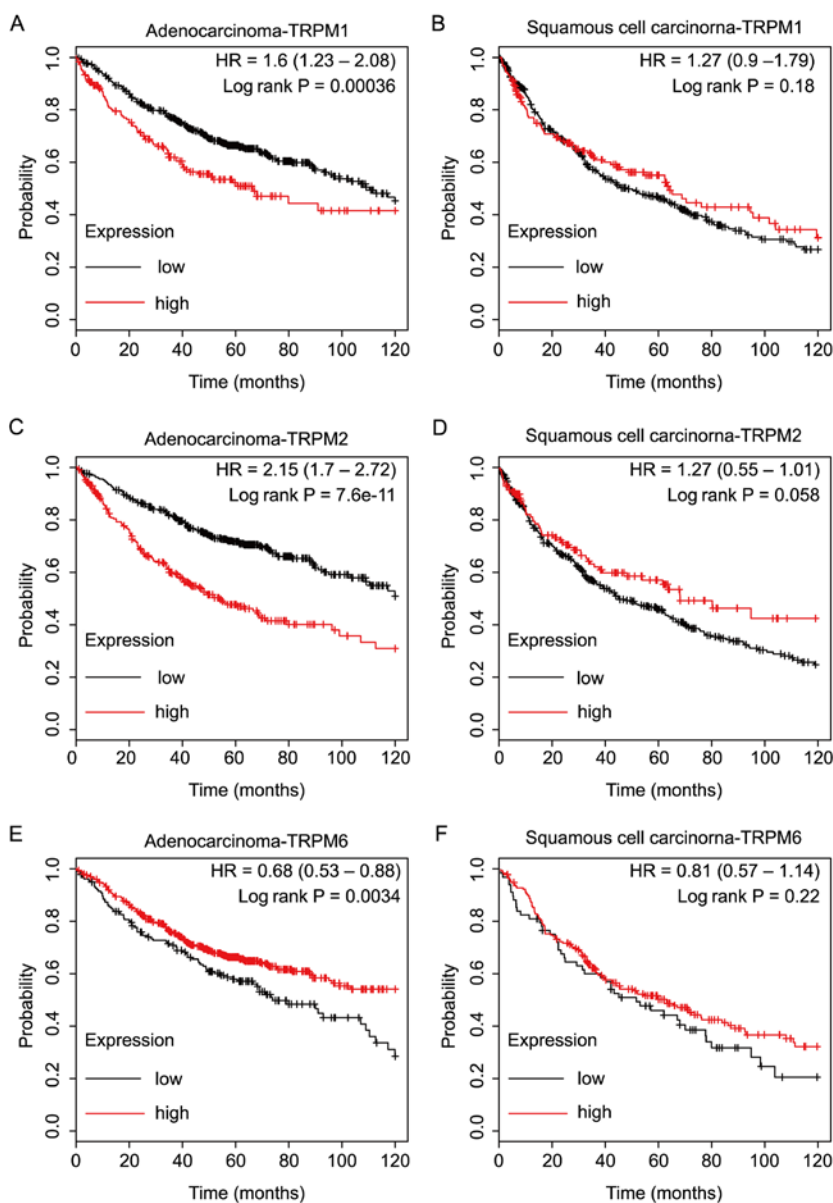 A
Adenocarcinoma-TRPM1
HR = 1.6 (1.23 – 2.08)
Log rank P = 0.00036
Probability
1.0
0.8
0.6
0.4
0.2
0.0
Expression
low
high
0 20 40 60 80 100 120
Time (months)
B
Squamous cell carcinorna-TRPM1
HR = 1.27 (0.9 –1.79)
Log rank P = 0.18
Probability
1.0
0.8
0.6
0.4
0.2
0.0
Expression
low
high
0 20 40 60 80 100 120
Time (months)
C
Adenocarcinoma-TRPM2
HR = 2.15 (1.7 – 2.72)
Log rank P = 7.6e-11
Probability
1.0
0.8
0.6
0.4
0.2
0.0
Expression
low
high
0 20 40 60 80 100 120
Time (months)
D
Squamous cell carcinorna-TRPM2
HR = 1.27 (0.55 – 1.01)
Log rank P = 0.058
Probability
1.0
0.8
0.6
0.4
0.2
0.0
Expression
low
high
0 20 40 60 80 100 120
Time (months)
E
Adenocarcinoma-TRPM6
HR = 0.68 (0.53 – 0.88)
Log rank P = 0.0034
Probability
1.0
0.8
0.6
0.4
0.2
0.0
Expression
low
high
0 20 40 60 80 100 120
Time (months)
F
Squamous cell carcinorna-TRPM6
HR = 0.81 (0.57 – 1.14)
Log rank P = 0.22
Probability
1.0
0.8
0.6
0.4
0.2
0.0
Expression
low
high
0 20 40 60 80 100 120
Time (months)